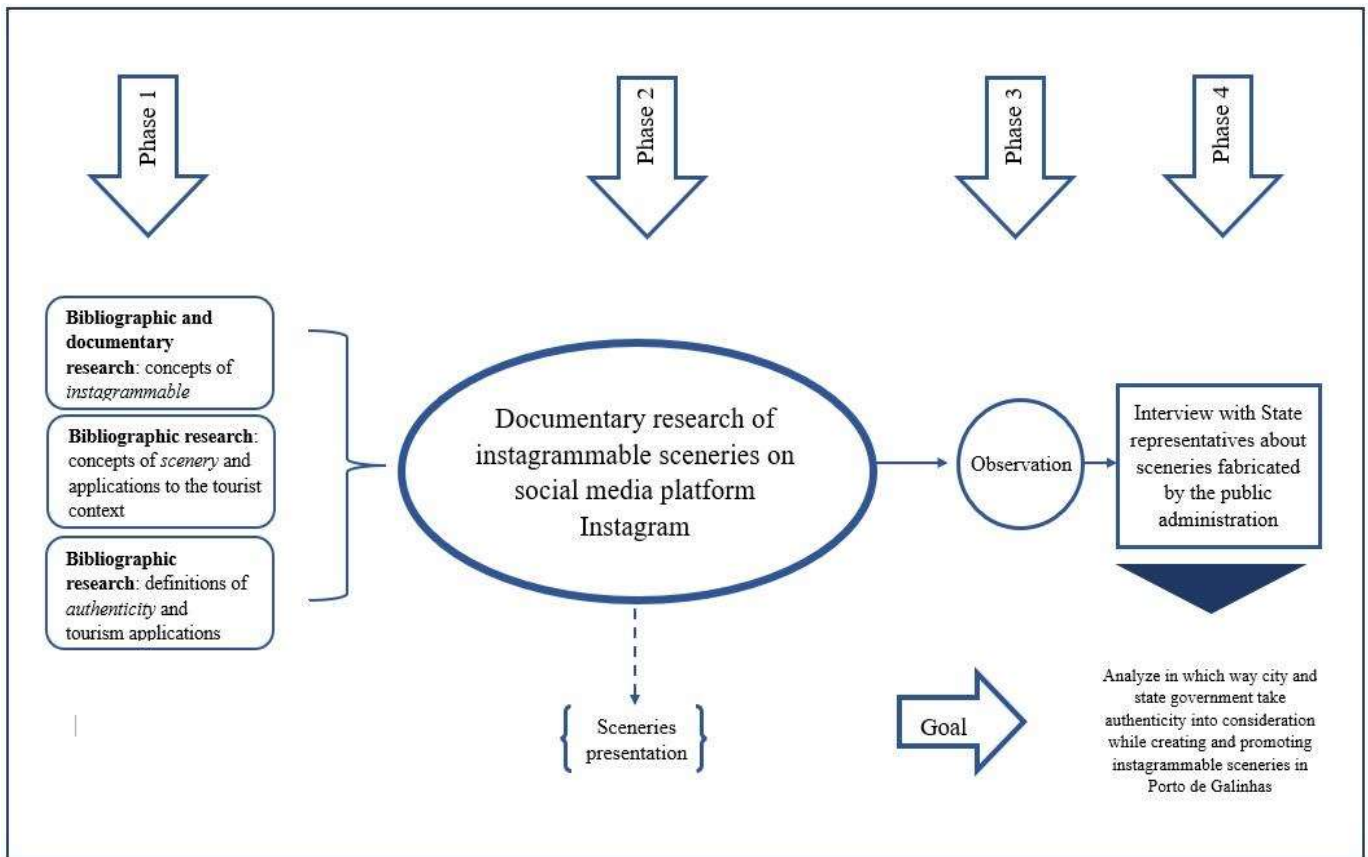 Phase 1
Phase 2
Phase 3
Phase 4
Bibliographic and
documentary
research: concepts of
instagrammable
Bibliographic research:
concepts of scenery and
applications to the tourist
context
Bibliographic
research: definitions of
authenticity and
tourism applications
Documentary research of
instagrammable sceneries on
social media platform
Instagram
Sceneries
presentation
Observation
Interview with State
representatives about
sceneries fabricated
by the public
administration
Goal
Analyze in which way city and
state government take
authenticity into consideration
while creating and promoting
instagrammable sceneries in
Porto de Galinhas